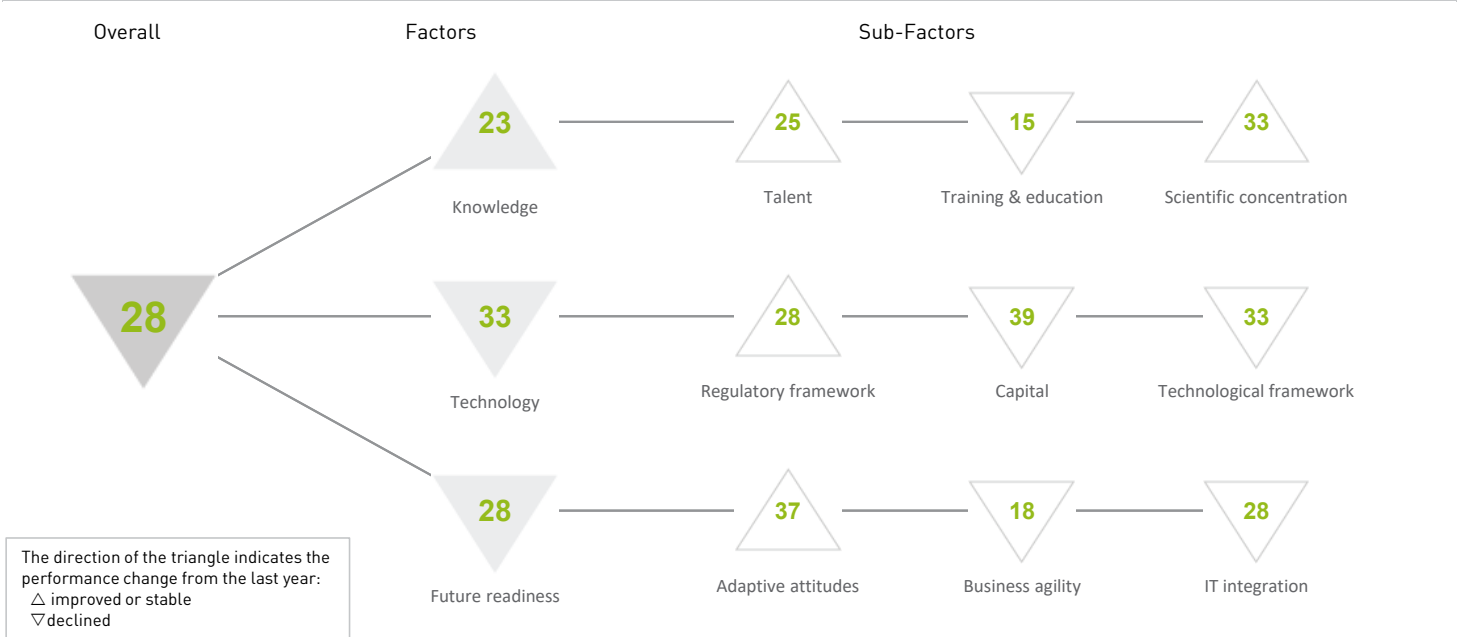 Overall Factors Sub-Factors
23 25 15 33
Knowledge Talent Training & education Scientific concentration
28 33 28 39 33
Technology Regulatory framework Capital Technological framework
28 37 18 28
Future readiness Adaptive attitudes Business agility IT integration
The direction of the triangle indicates the
performance change from the last year:
△ improved or stable
▽ declined